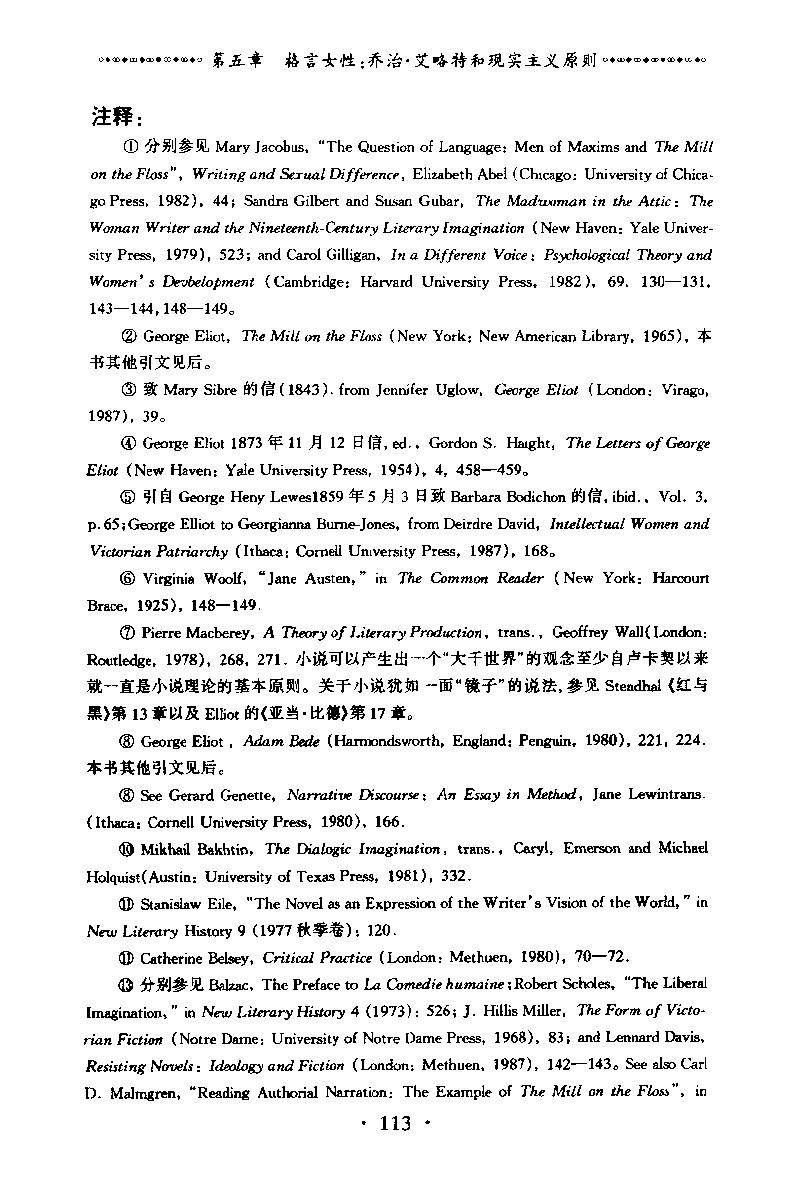 第五章 格言女性:乔治·艾略特和现实主义原则
注释:
① 分别参见 Mary Jacobus, "The Question of Language: Men of Maxims and The Mill
on the Floss", Writing and Sexual Difference, Elizabeth Abel (Chicago: University of Chica-
go Press, 1982), 44; Sandra Gilbert and Susan Gubar, The Madwoman in the Attic: The
Woman Writer and the Nineteenth-Century Literary Imagination (New Haven: Yale Univer-
sity Press, 1979), 523; and Carol Gilligan, In a Different Voice: Psychological Theory and
Women's Devbelopment (Cambridge: Harvard University Press, 1982), 69, 130—131,
143—144,148—149。
② George Eliot, The Mill on the Floss (New York: New American Library, 1965), 本
书其他引文见后。
③ 致 Mary Sibre 的信(1843). from Jennifer Uglow, George Eliot (London: Virago,
1987), 39。
④ George Eliot 1873 年 11 月 12 日信, ed., Gordon S. Haight, The Letters of George
Eliot (New Haven: Yale University Press, 1954), 4, 458—459。
⑤ 引自 George Heny Lewes1859 年 5 月 3 日致 Barbara Bodichon 的信, ibid., Vol. 3,
p.65;George Elliot to Georgianna Burne-Jones, from Deirdre David, Intellectual Women and
Victorian Patriarchy (Ithaca: Cornell University Press, 1987), 168。
⑥ Virginia Woolf, "Jane Austen," in The Common Reader (New York: Harcourt
Brace, 1925), 148—149.
⑦ Pierre Macberey, A Theory of Literary Production, trans., Geoffrey Wall(London:
Routledge, 1978), 268, 271. 小说可以产生出一个"大千世界"的观念至少自卢卡契以来
就一直是小说理论的基本原则。关于小说犹如一面"镜子"的说法,参见 Stendhal《红与
黑》第 13 章以及 Elliot 的《亚当·比德》第 17 章。
⑧ George Eliot, Adam Bede (Harmondsworth, England: Penguin, 1980), 221, 224.
本书其他引文见后。
⑧ See Gerard Genette, Narrative Discourse: An Essay in Method, Jane Lewintrans.
(Ithaca: Cornell University Press, 1980), 166.
⑩ Mikhail Bakhtin, The Dialogic Imagination, trans., Caryl, Emerson and Michael
Holquist(Austin: University of Texas Press, 1981), 332.
⑪ Stanislaw Eile, "The Novel as an Expression of the Writer's Vision of the World," in
New Literary History 9 (1977 秋季卷): 120.
⑪ Catherine Belsey, Critical Practice (London: Methuen, 1980), 70—72.
⑬ 分别参见 Balzac, The Preface to La Comedie humaine;Robert Scholes, "The Liberal
Imagination," in New Literary History 4 (1973): 526; J. Hillis Miller, The Form of Victo-
rian Fiction (Notre Dame: University of Notre Dame Press, 1968), 83; and Lennard Davis,
Resisting Novels: Ideology and Fiction (London: Methuen, 1987), 142—143。See also Carl
D. Malmgren, "Reading Authorial Narration: The Example of The Mill on the Floss", in
· 113 ·